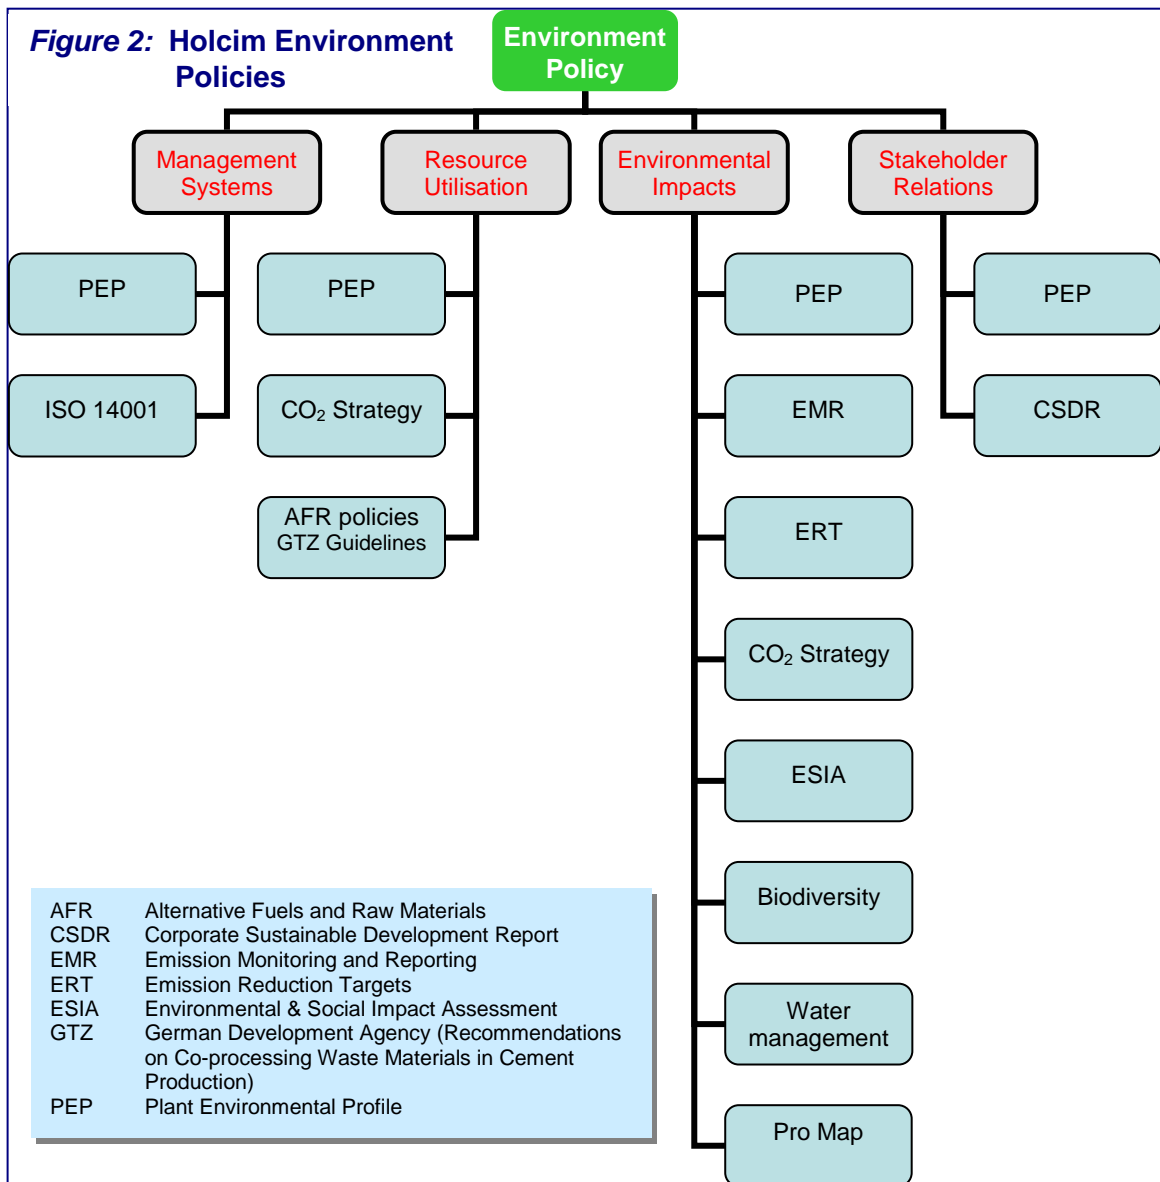 Figure 2: Holcim Environment
Policies
Environment
Policy
Management
Systems
Resource
Utilisation
Environmental
Impacts
Stakeholder
Relations
PEP
PEP
PEP
PEP
ISO 14001
CO₂ Strategy
EMR
CSDR
AFR policies
GTZ Guidelines
ERT
CO₂ Strategy
ESIA
Biodiversity
Water
management
Pro Map
AFR Alternative Fuels and Raw Materials
CSDR Corporate Sustainable Development Report
EMR Emission Monitoring and Reporting
ERT Emission Reduction Targets
ESIA Environmental & Social Impact Assessment
GTZ German Development Agency (Recommendations
on Co-processing Waste Materials in Cement
Production)
PEP Plant Environmental Profile